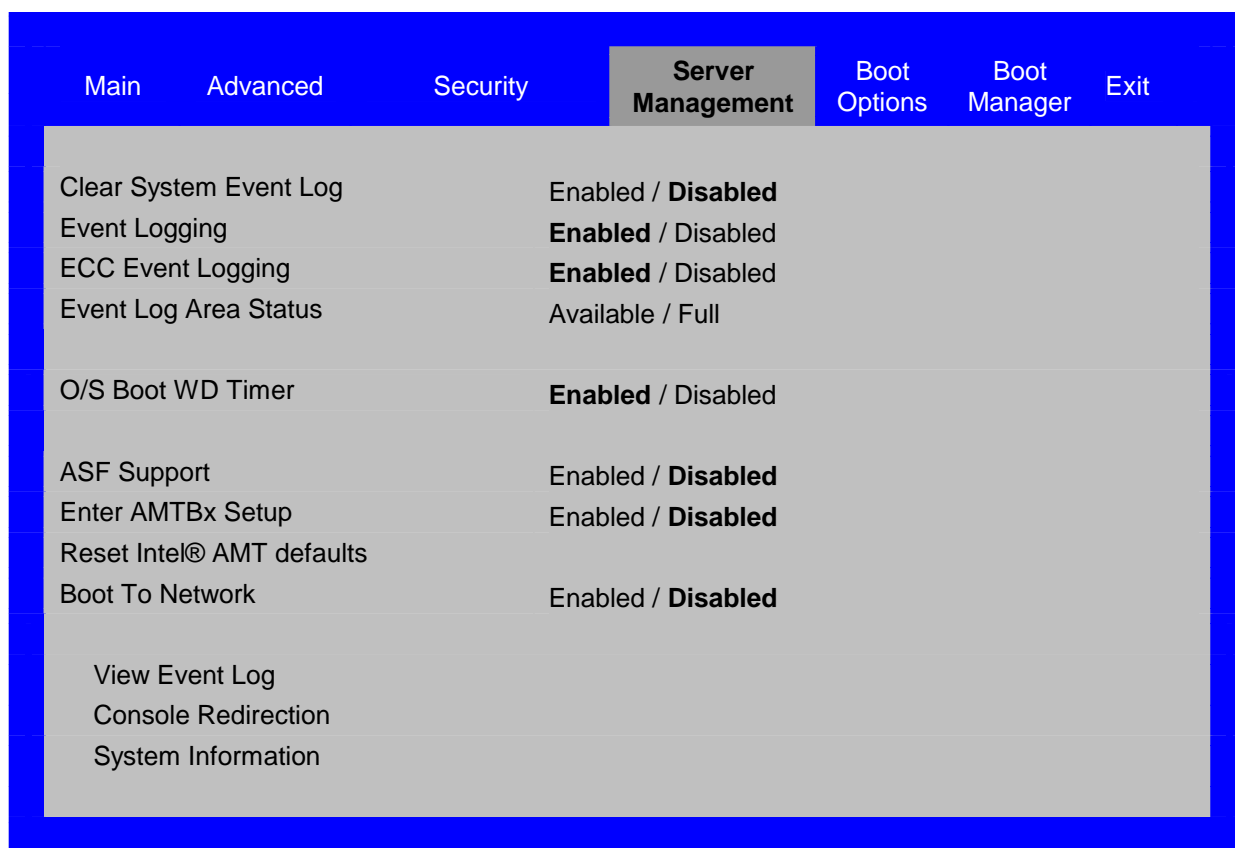 Main Advanced Security Server Management Boot Options Boot Manager Exit
Clear System Event Log Enabled / Disabled
Event Logging Enabled / Disabled
ECC Event Logging Enabled / Disabled
Event Log Area Status Available / Full
O/S Boot WD Timer Enabled / Disabled
ASF Support Enabled / Disabled
Enter AMTBx Setup Enabled / Disabled
Reset Intel® AMT defaults
Boot To Network Enabled / Disabled
View Event Log
Console Redirection
System Information